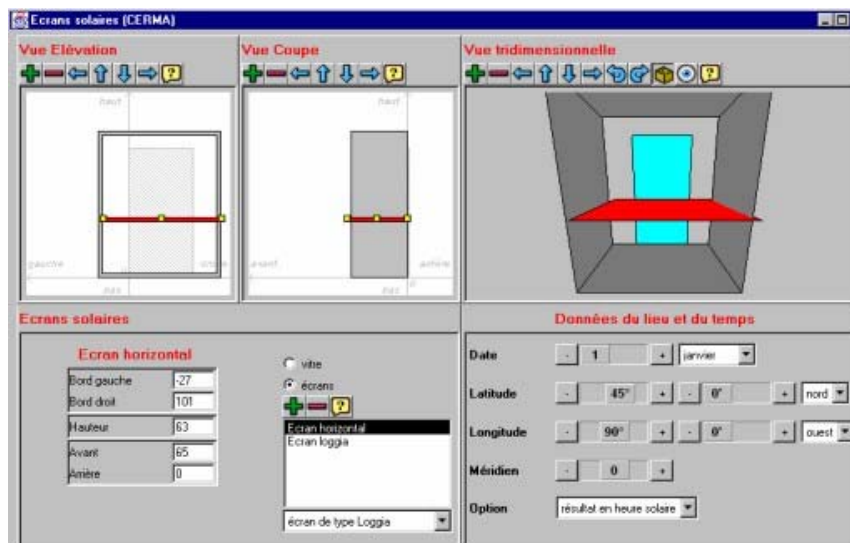 Ecrans solaires (CERMA)
Vue Elévation
Vue Coupe
Vue tridimensionnelle
?
?
?
haut
haut
gauche
avant
arrière
bas
bas
Ecrans solaires
Ecran horizontal
Bord gauche -27
Bord droit 101
Hauteur 63
Avant 65
Arrière 0
vitre
écrans
?
Ecran horizontal
Ecran loggia
écran de type Loggia
Données du lieu et du temps
Date - 1 + janvier
Latitude - 45° + - 0° + nord
Longitude - 90° + - 0° + ouest
Méridien - 0 +
Option résultat en heure solaire